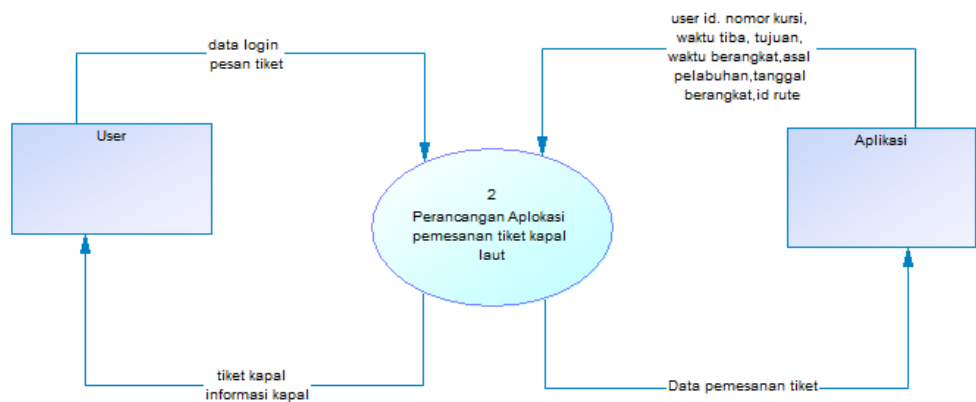 data login
pesan tiket
user id. nomor kursi,
waktu tiba, tujuan,
waktu berangkat,asal
pelabuhan,tanggal
berangkat,id rute
User
Aplikasi
2
Perancangan Aplokasi
pemesanan tiket kapal
laut
tiket kapal
informasi kapal
Data pemesanan tiket